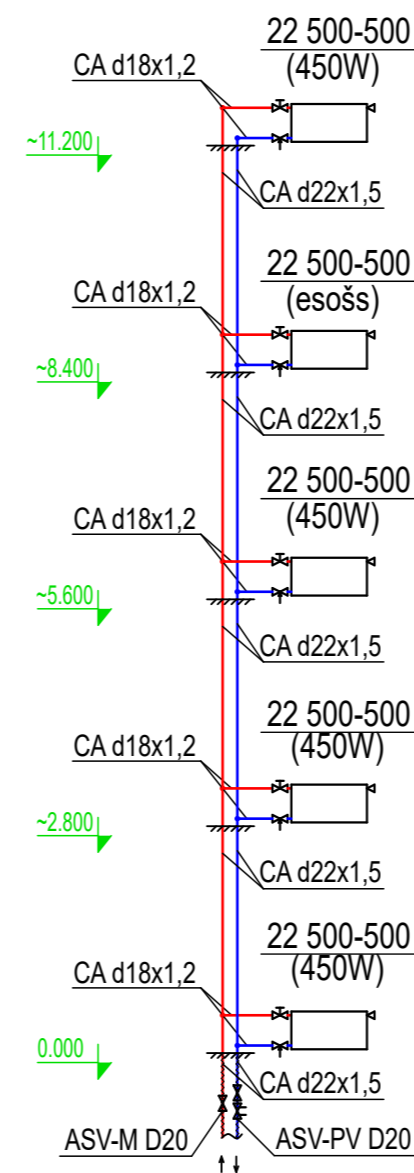 22 500-500
(450W)
CA d18x1,2
~11.200
CA d22x1,5
22 500-500
(esošs)
CA d18x1,2
~8.400
CA d22x1,5
22 500-500
(450W)
CA d18x1,2
~5.600
CA d22x1,5
22 500-500
(450W)
CA d18x1,2
~2.800
CA d22x1,5
22 500-500
(450W)
CA d18x1,2
0.000
CA d22x1,5
ASV-M D20
ASV-PV D20